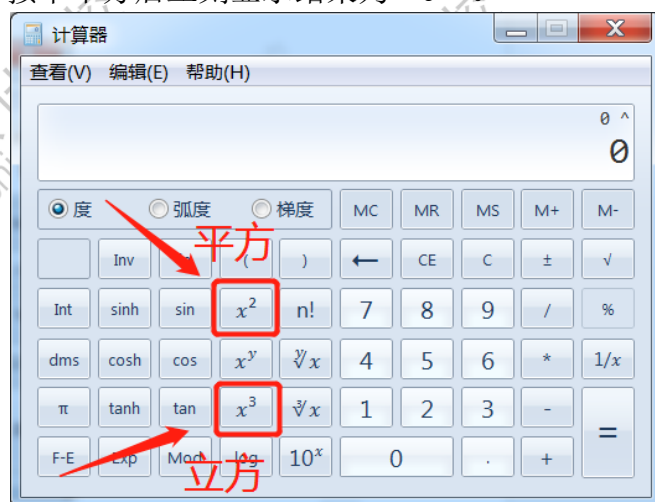 计算器
查看(V) 编辑(E) 帮助(H)
0 ^
0
度 弧度 梯度 MC MR MS M+ M-
平方
Inv ( ) ← CE C ± √
Int sinh sin x² n! 7 8 9 / %
dms cosh cos xʸ ʸ√x 4 5 6 * 1/x
π tanh tan x³ ³√x 1 2 3 - =
F-E Exp Mod log 10ˣ 0 . +
立方